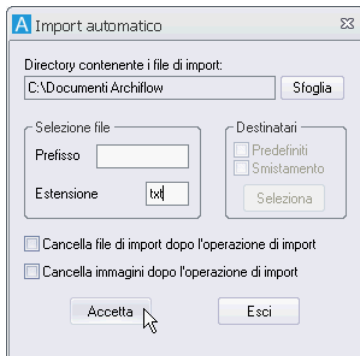 A Import automatico
Directory contenente i file di import:
C:\Documenti Archiflow Sfoglia
Selezione file Destinatari
Prefisso Predefiniti
Smistamento
Estensione txt Seleziona
Cancella file di import dopo l'operazione di import
Cancella immagini dopo l'operazione di import
Accetta Esci